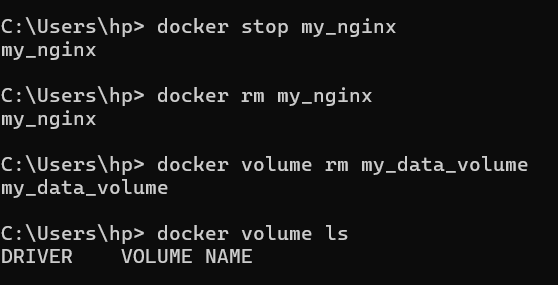 C:\Users\hp> docker stop my_nginx
my_nginx
C:\Users\hp> docker rm my_nginx
my_nginx
C:\Users\hp> docker volume rm my_data_volume
my_data_volume
C:\Users\hp> docker volume ls
DRIVER    VOLUME NAME